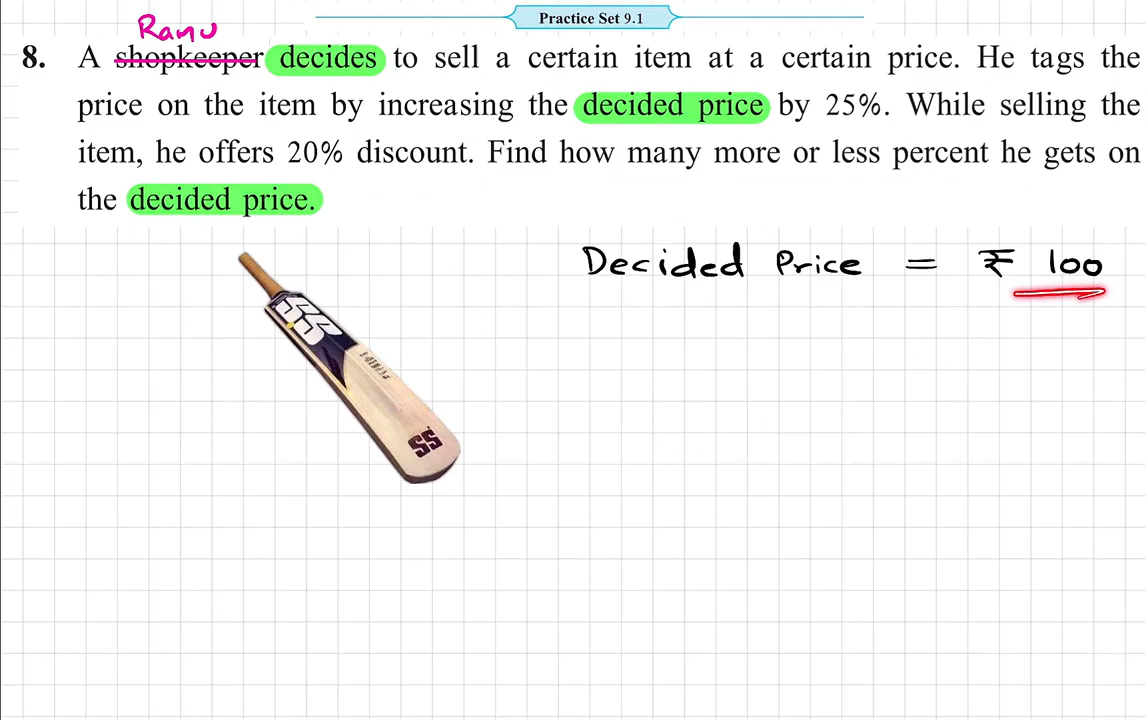 Practice Set 9.1
Ranu
8. A shopkeeper decides to sell a certain item at a certain price. He tags the
price on the item by increasing the decided price by 25%. While selling the
item, he offers 20% discount. Find how many more or less percent he gets on
the decided price.
Decided Price = ₹ 100
SS
SS